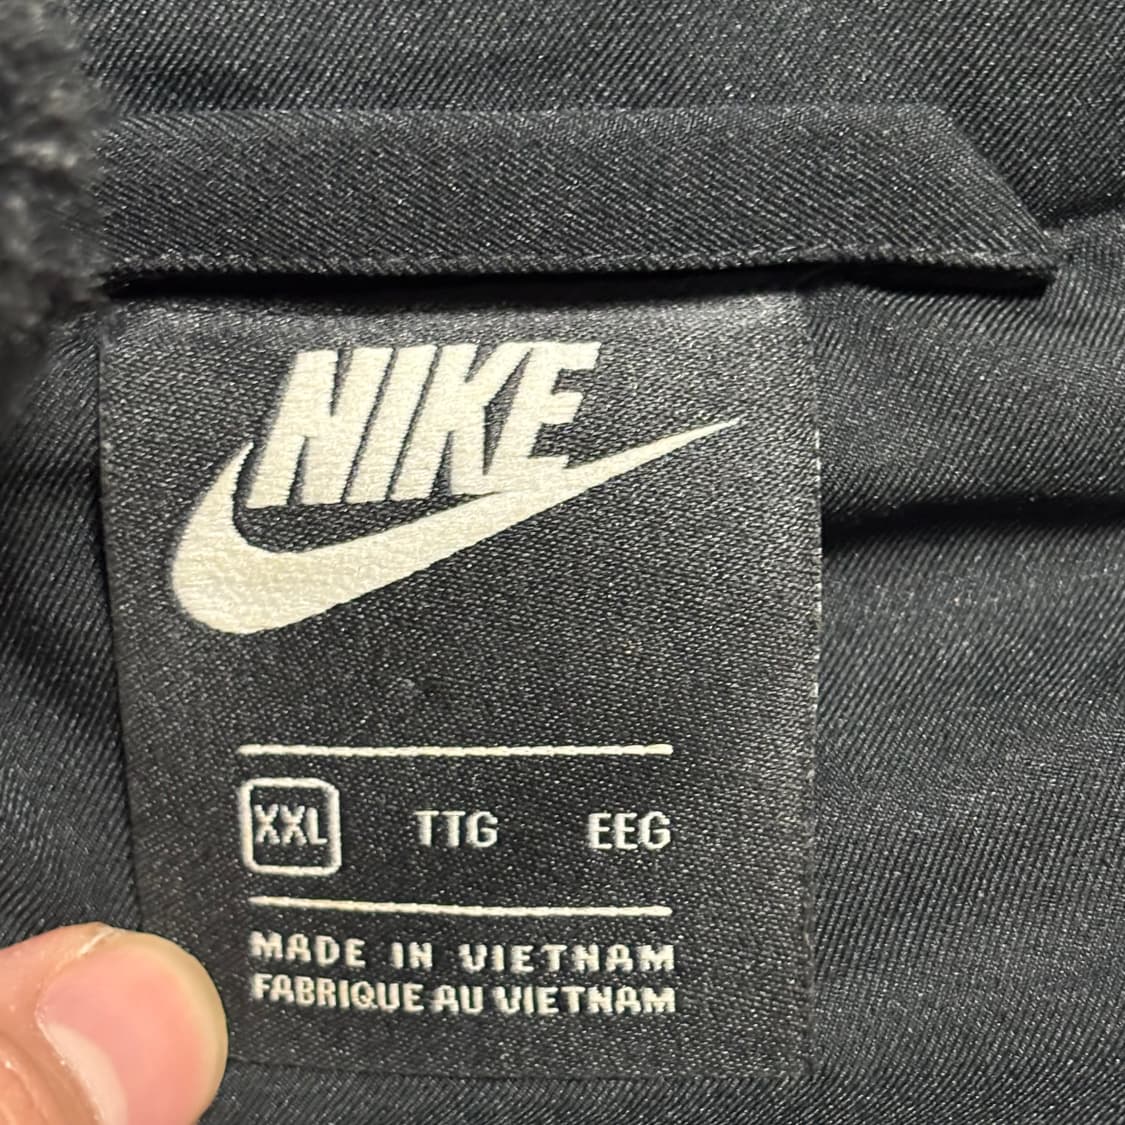 NIKE
XXL TTG EEG
MADE IN VIETNAM
FABRIQUE AU VIETNAM